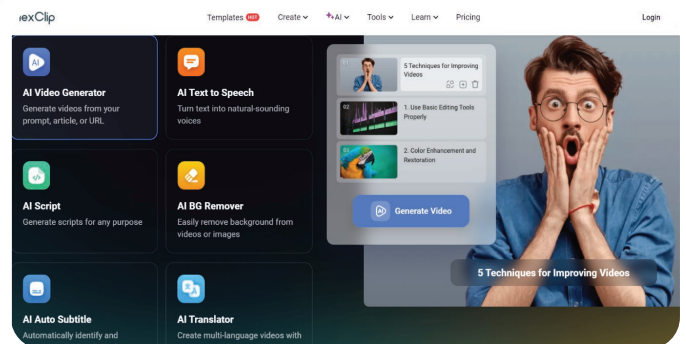 exClip
Templates HOT Create AI Tools Learn Pricing Login
AI
AI Video Generator
Generate videos from your
prompt, article, or URL
AI Text to Speech
Turn text into natural-sounding
voices
AI Script
Generate scripts for any purpose
AI BG Remover
Easily remove background from
videos or images
AI Auto Subtitle
Automatically identify and
AI Translator
Create multi-language videos with
01
5 Techniques for Improving
Videos
02
1. Use Basic Editing Tools
Properly
03
2. Color Enhancement and
Restoration
AI
Generate Video
5 Techniques for Improving Videos